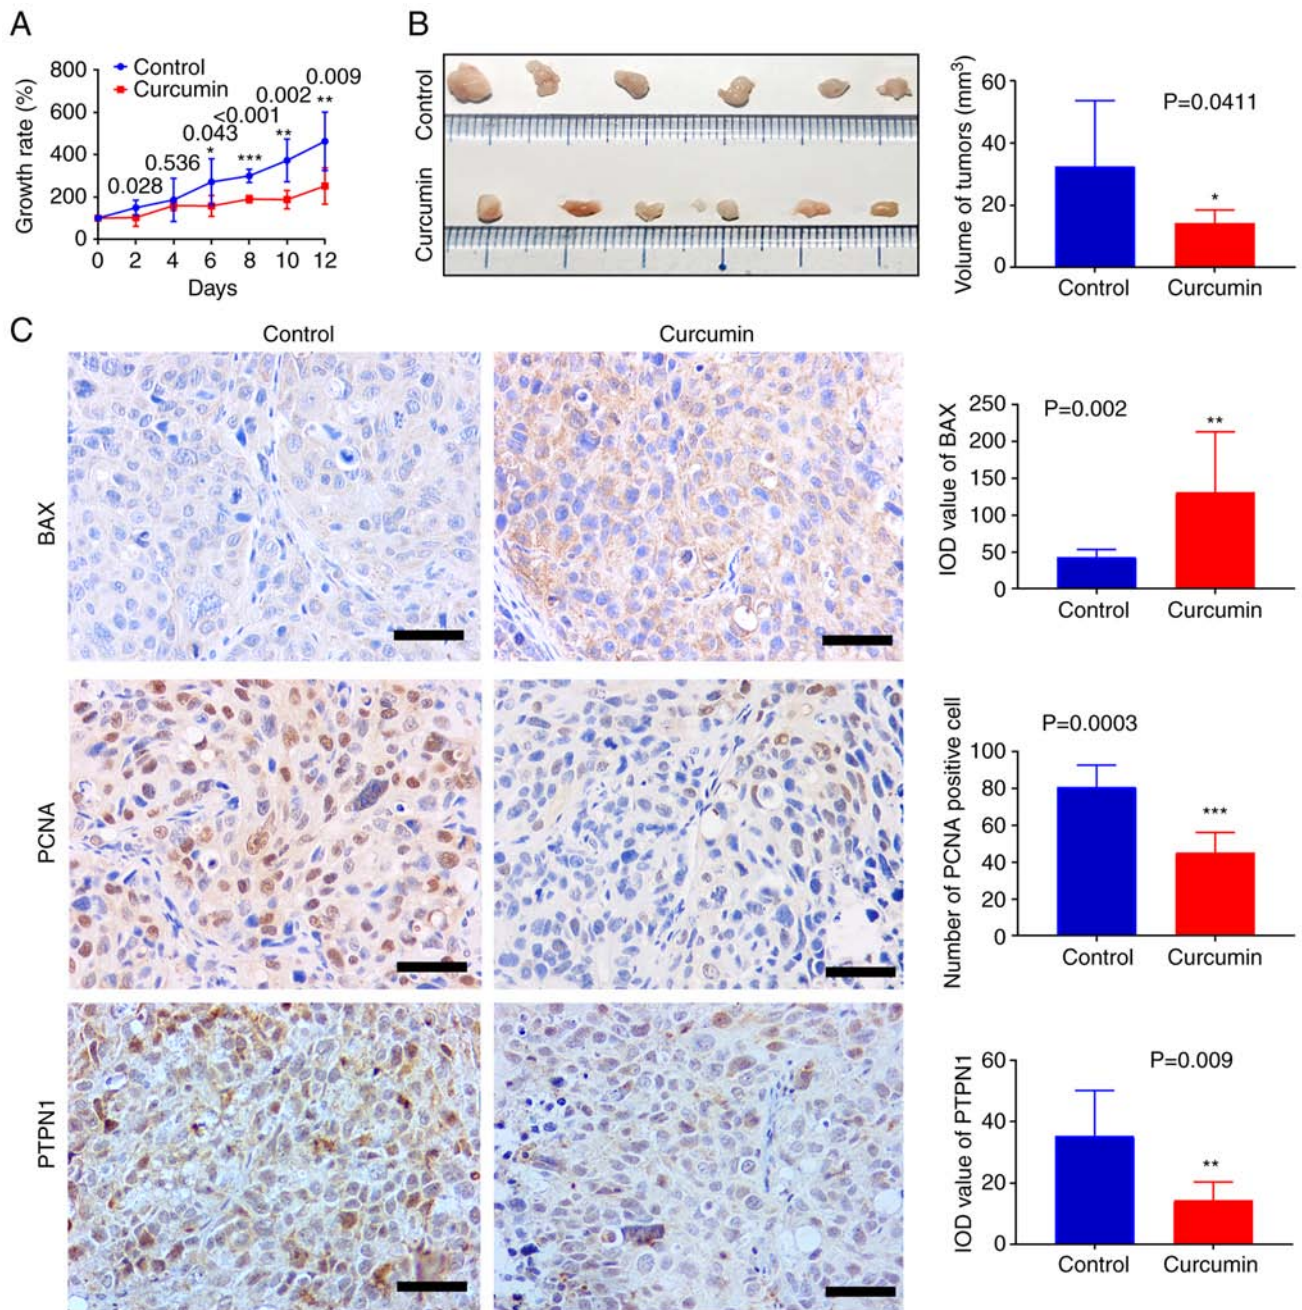 A
800
600
400
200
0
Growth rate (%)
Control
Curcumin
0.028
0.536
0.043
*
<0.001
***
0.002
**
0.009
**
0 2 4 6 8 10 12
Days
B
Control
Curcumin
Volume of tumors (mm³)
60
40
20
0
P=0.0411
*
Control Curcumin
C
Control Curcumin
BAX
IOD value of BAX
250
200
150
100
50
0
P=0.002
**
Control Curcumin
PCNA
Number of PCNA positive cell
100
80
60
40
20
0
P=0.0003
***
Control Curcumin
PTPN1
IOD value of PTPN1
60
40
20
0
P=0.009
**
Control Curcumin